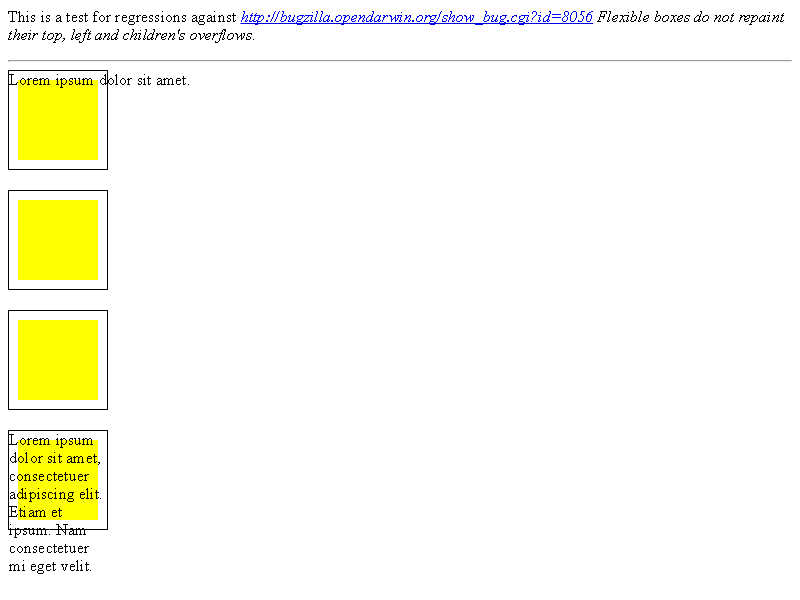 This is a test for regressions against http://bugzilla.opendarwin.org/show_bug.cgi?id=8056 Flexible boxes do not repaint
their top, left and children's overflows.
Lorem ipsum dolor sit amet.
Lorem ipsum
dolor sit amet,
consectetuer
adipiscing elit.
Etiam et
ipsum. Nam
consectetuer
mi eget velit.